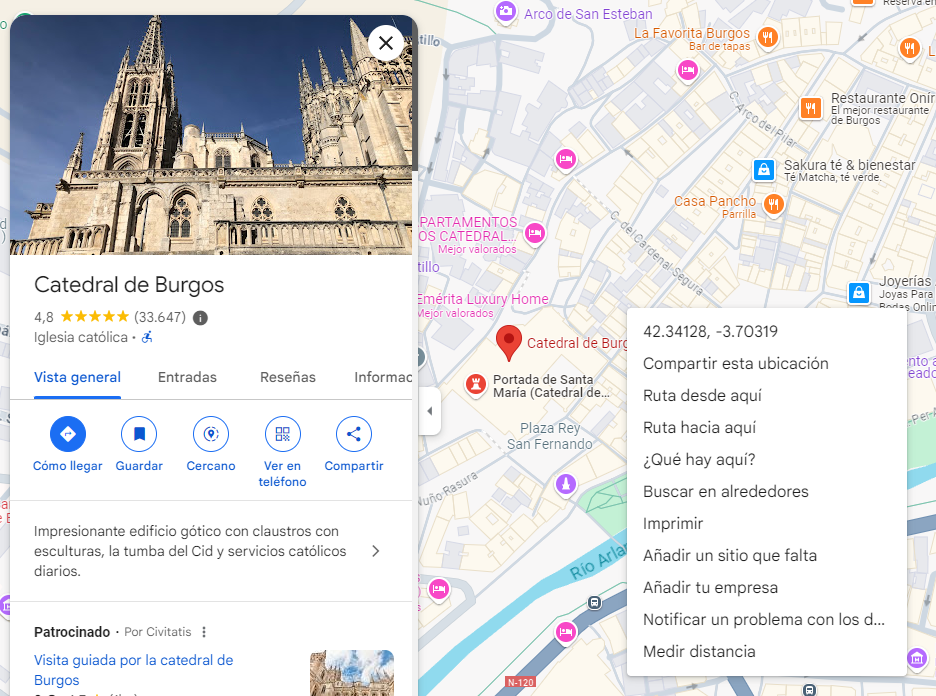 Catedral de Burgos
4,8
(33.647)
Iglesia católica
Vista general
Entradas
Reseñas
Informac
Cómo llegar
Guardar
Cercano
Ver en
teléfono
Compartir
Impresionante edificio gótico con claustros con
esculturas, la tumba del Cid y servicios católicos
diarios.
Patrocinado · Por Civitatis
Visita guiada por la catedral de
Burgos
Arco de San Esteban
La Favorita Burgos
Bar de tapas
Restaurante Onír
El mejor restaurante
de Burgos
C. Arco del Pilar
Sakura té & bienestar
Té Matcha, té verde.
Casa Pancho
Parrilla
PARTAMENTOS
OS CATEDRAL...
Mejor valorados
C. del Cardenal Segura
tillo
Joyerías
Joyas Para
Bodas Onlin
Emérita Luxury Home
Mejor valorados
Catedral de Burg
Portada de Santa
María (Catedral de...
Plaza Rey
San Fernando
Nuño Rasura
Río Arlan
N-120
42.34128, -3.70319
Compartir esta ubicación
Ruta desde aquí
Ruta hacia aquí
¿Qué hay aquí?
Buscar en alrededores
Imprimir
Añadir un sitio que falta
Añadir tu empresa
Notificar un problema con los d...
Medir distancia